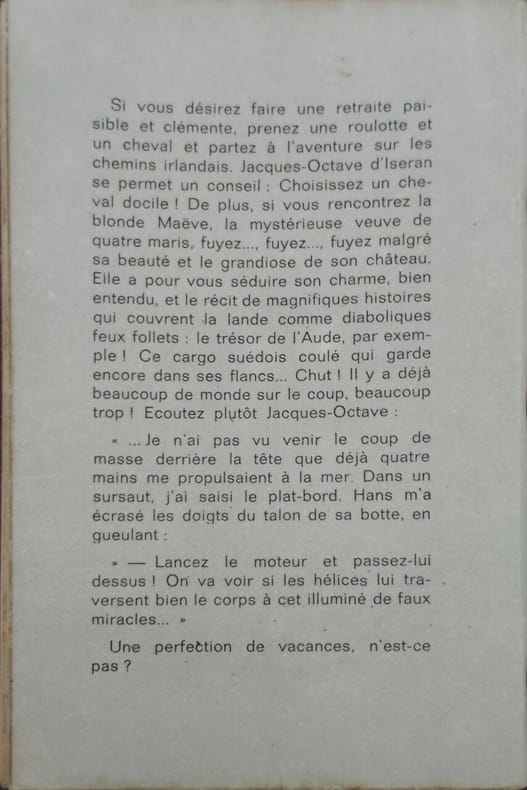 Si vous désirez faire une retraite pai-
sible et clémente, prenez une roulotte et
un cheval et partez à l'aventure sur les
chemins irlandais. Jacques-Octave d'Iseran
se permet un conseil : Choisissez un che-
val docile ! De plus, si vous rencontrez la
blonde Maëve, la mystérieuse veuve de
quatre maris, fuyez..., fuyez..., fuyez malgré
sa beauté et le grandiose de son château.
Elle a pour vous séduire son charme, bien
entendu, et le récit de magnifiques histoires
qui couvrent la lande comme diaboliques
feux follets : le trésor de l'Aude, par exem-
ple ! Ce cargo suédois coulé qui garde
encore dans ses flancs... Chut ! Il y a déjà
beaucoup de monde sur le coup, beaucoup
trop ! Ecoutez plutôt Jacques-Octave :
« ...Je n'ai pas vu venir le coup de
masse derrière la tête que déjà quatre
mains me propulsaient à la mer. Dans un
sursaut, j'ai saisi le plat-bord. Hans m'a
écrasé les doigts du talon de sa botte, en
gueulant :
» — Lancez le moteur et passez-lui
dessus ! On va voir si les hélices lui tra-
versent bien le corps à cet illuminé de faux
miracles... »
Une perfection de vacances, n'est-ce
pas ?